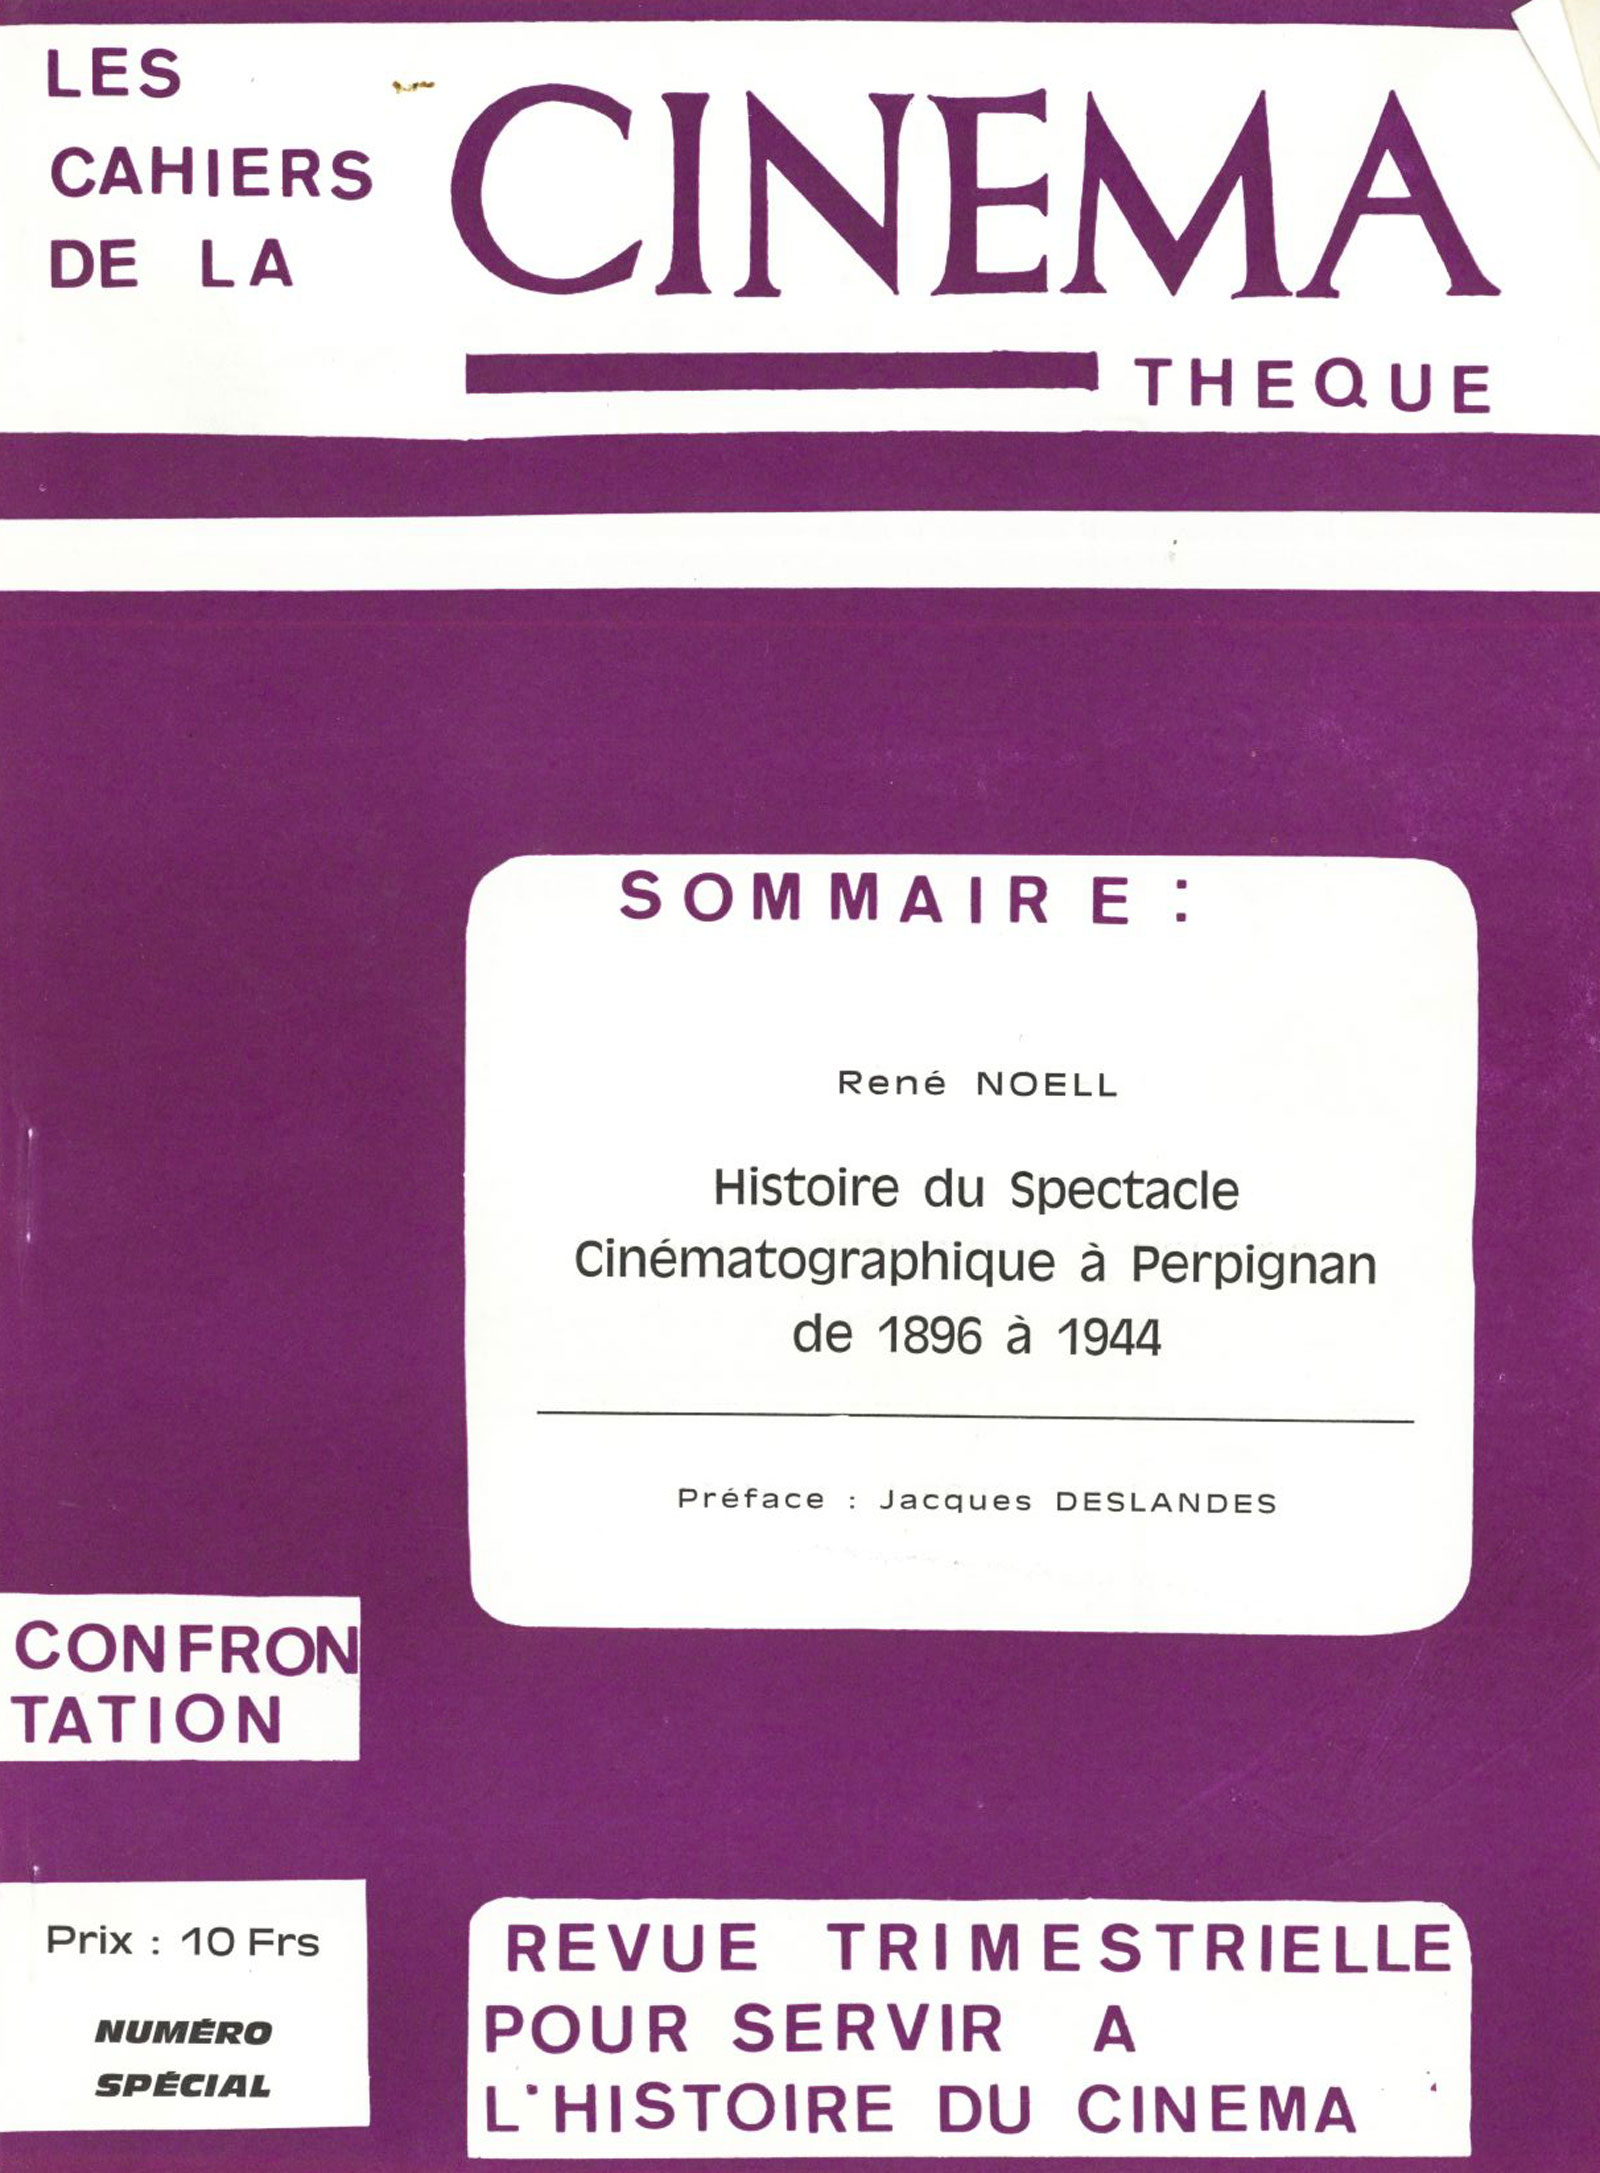 LES
CAHIERS
DE LA
CINEMA
THEQUE
SOMMAIRE :
René NOELL
Histoire du Spectacle
Cinématographique à Perpignan
de 1896 à 1944
Préface : Jacques DESLANDES
CONFRON
TATION
Prix : 10 Frs
NUMÉRO
SPÉCIAL
REVUE TRIMESTRIELLE
POUR SERVIR A
L'HISTOIRE DU CINEMA